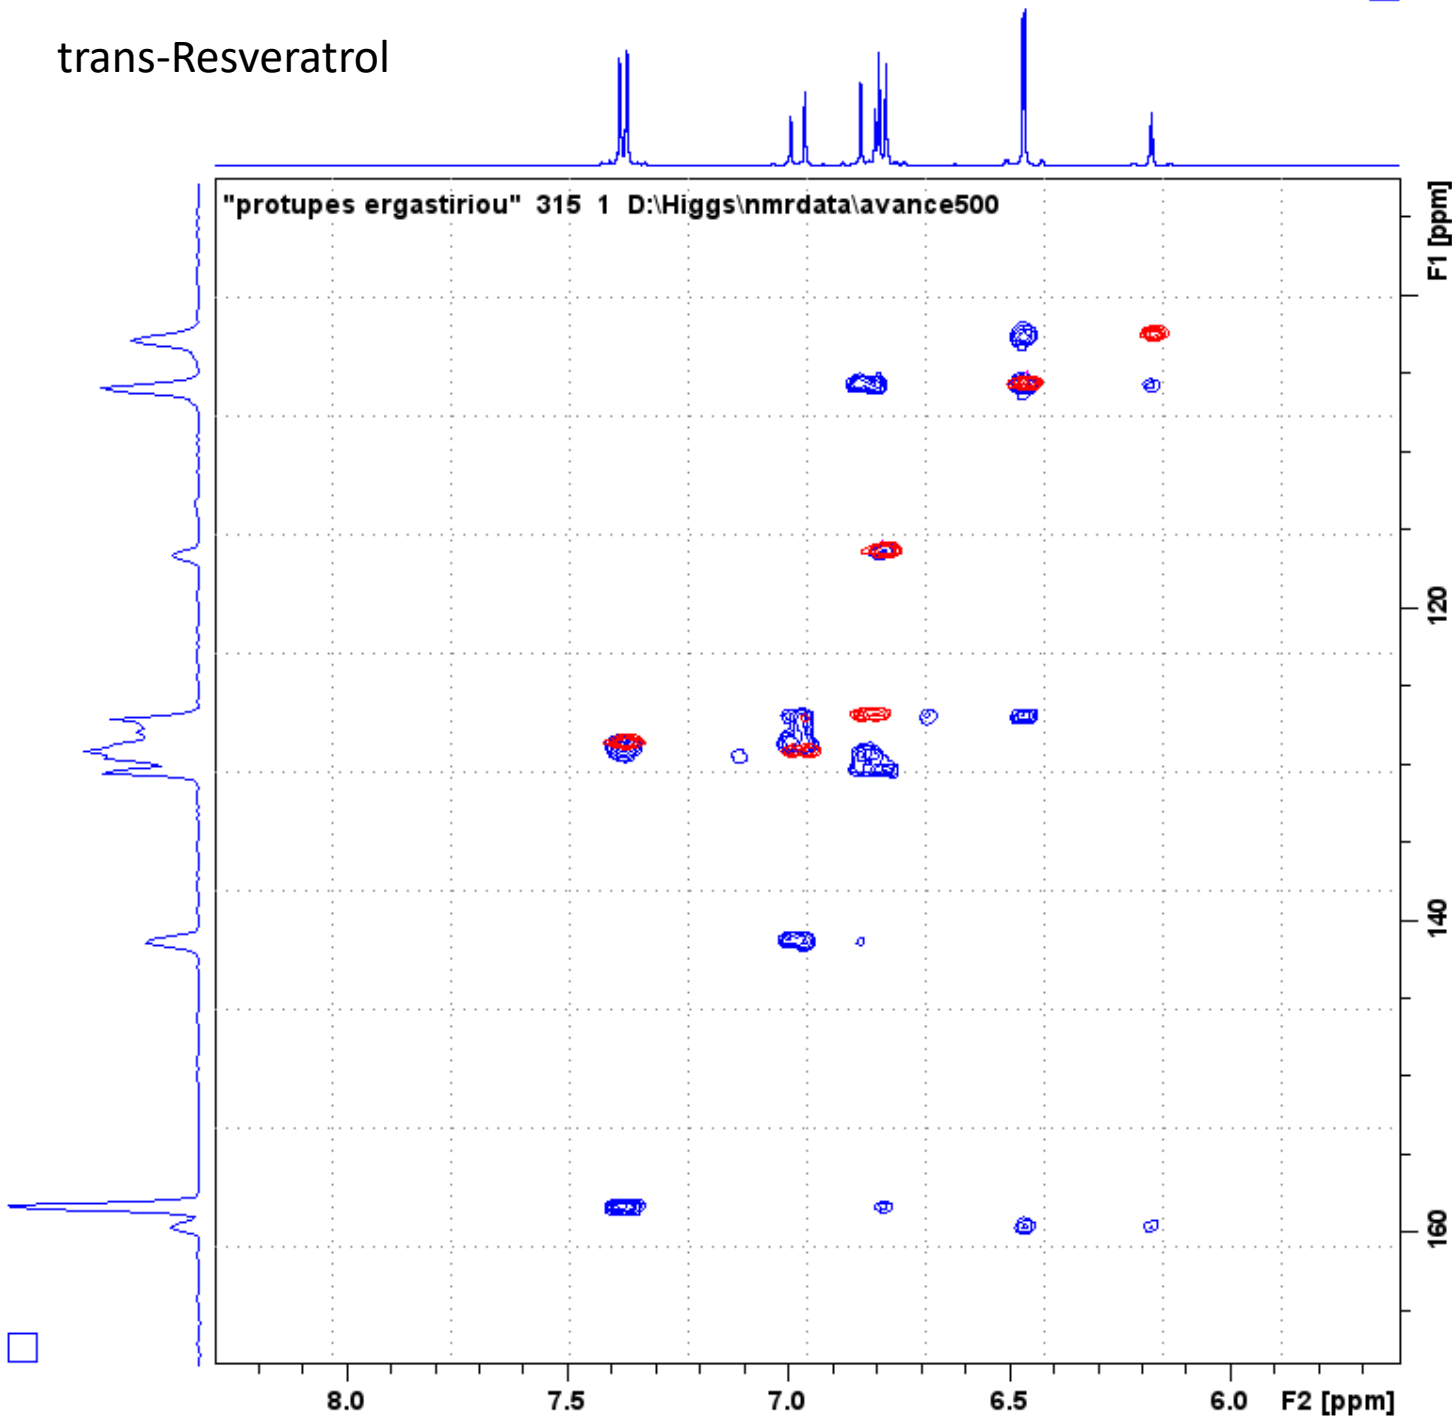 trans-Resveratrol
"protupes ergastiriou" 315 1 D:\Higgs\nmrdata\avance500
F1 [ppm]
120
140
160
8.0 7.5 7.0 6.5 6.0 F2 [ppm]